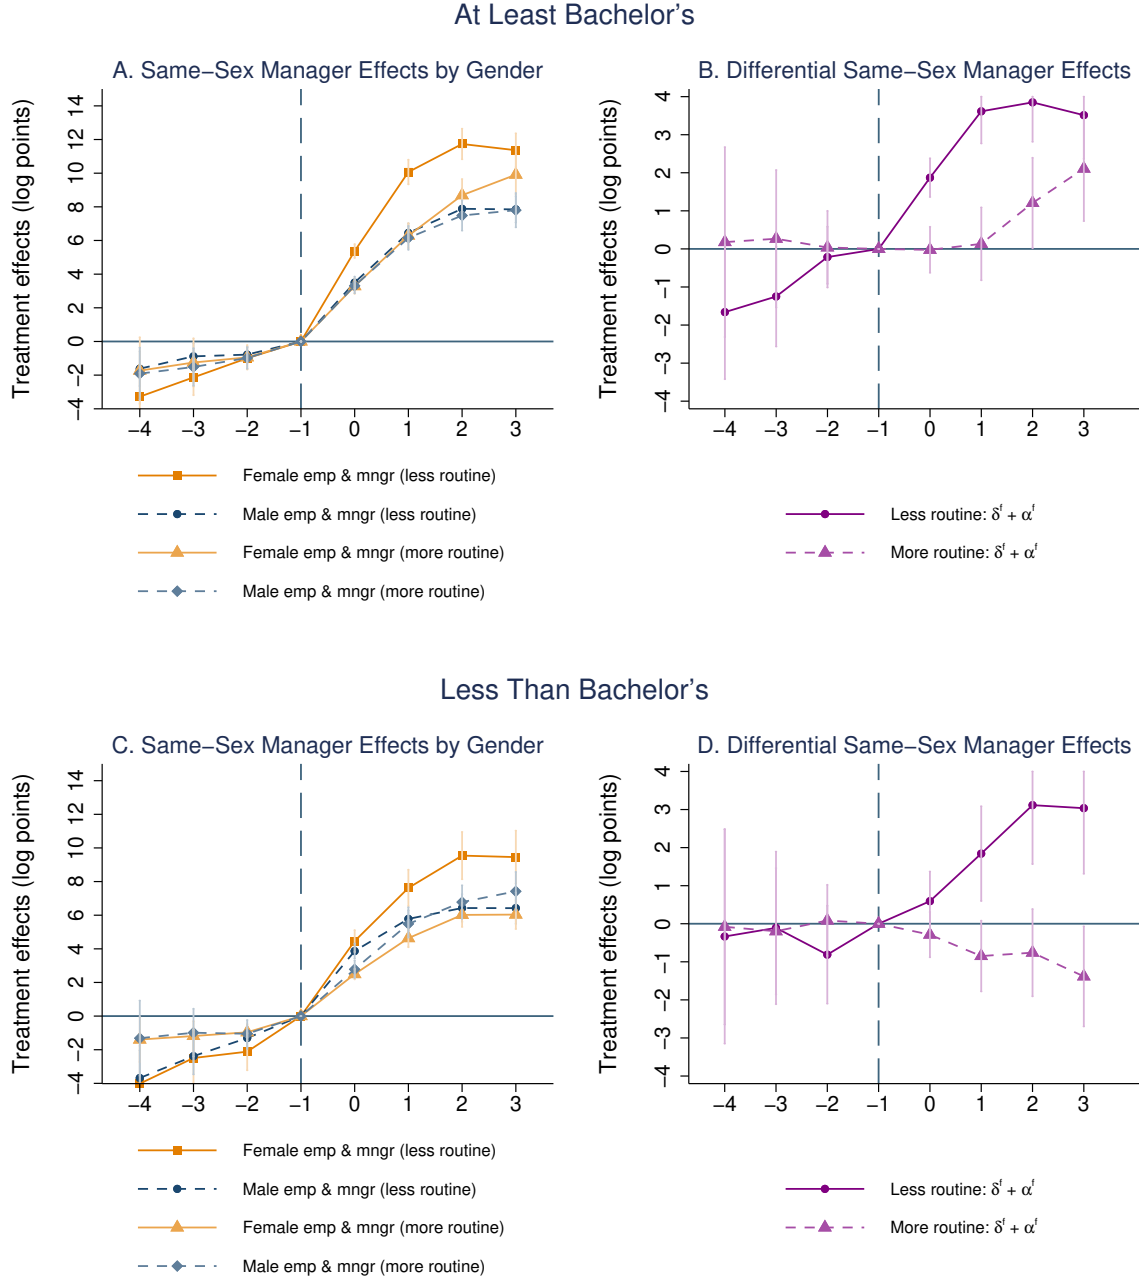 At Least Bachelor’s
A. Same−Sex Manager Effects by Gender
Treatment effects (log points)
14
12
10
8
6
4
2
0
−2
−4
−4 −3 −2 −1 0 1 2 3
Female emp & mngr (less routine)
Male emp & mngr (less routine)
Female emp & mngr (more routine)
Male emp & mngr (more routine)
B. Differential Same−Sex Manager Effects
Treatment effects (log points)
4
3
2
1
0
−1
−2
−3
−4
−4 −3 −2 −1 0 1 2 3
Less routine: δᶠ + αᶠ
More routine: δᶠ + αᶠ
Less Than Bachelor’s
C. Same−Sex Manager Effects by Gender
Treatment effects (log points)
14
12
10
8
6
4
2
0
−2
−4
−4 −3 −2 −1 0 1 2 3
Female emp & mngr (less routine)
Male emp & mngr (less routine)
Female emp & mngr (more routine)
Male emp & mngr (more routine)
D. Differential Same−Sex Manager Effects
Treatment effects (log points)
4
3
2
1
0
−1
−2
−3
−4
−4 −3 −2 −1 0 1 2 3
Less routine: δᶠ + αᶠ
More routine: δᶠ + αᶠ